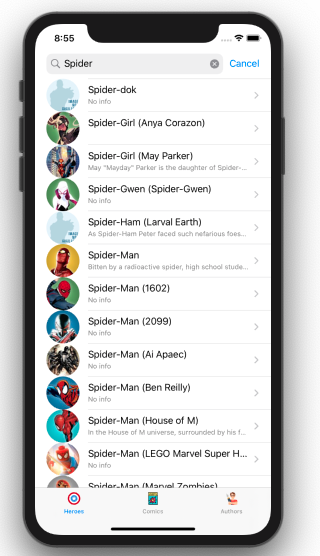 8:55
Spider
Cancel
Spider-dok
No info
Spider-Girl (Anya Corazon)
Spider-Girl (May Parker)
May "Mayday" Parker is the daughter of Spider-...
Spider-Gwen (Spider-Gwen)
No info
Spider-Ham (Larval Earth)
As Spider-Ham Peter faced such nefarious foes...
Spider-Man
Bitten by a radioactive spider, high school stude...
Spider-Man (1602)
No info
Spider-Man (2099)
No info
Spider-Man (Ai Apaec)
No info
Spider-Man (Ben Reilly)
No info
Spider-Man (House of M)
In the House of M universe, surrounded by his f...
Spider-Man (LEGO Marvel Super H...
No info
Spider-Man (Marvel Zombies)
Heroes
Comics
Authors